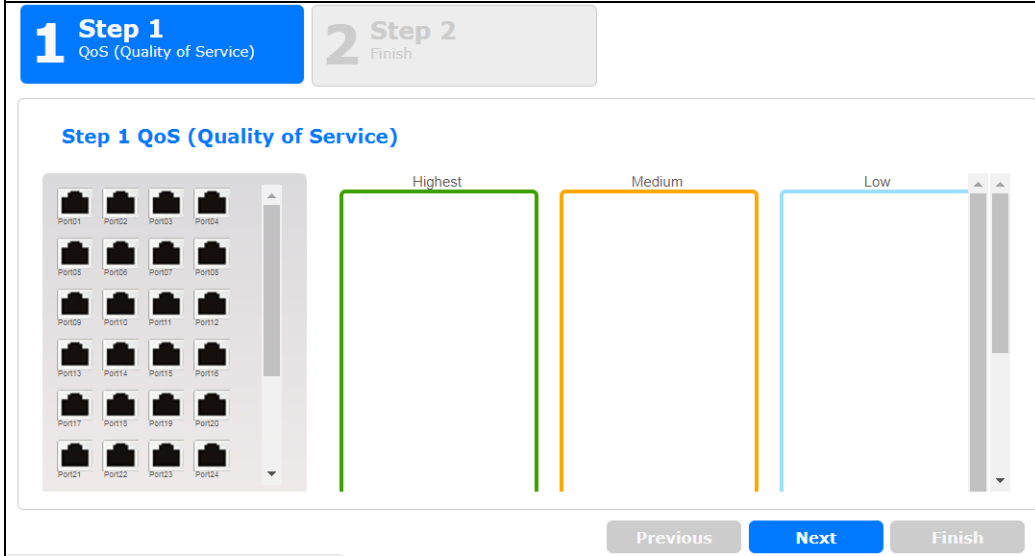 1 Step 1
QoS (Quality of Service)
2 Step 2
Finish
Step 1 QoS (Quality of Service)
Highest Medium Low
Port01 Port02 Port03 Port04
Port05 Port06 Port07 Port08
Port09 Port10 Port11 Port12
Port13 Port14 Port15 Port16
Port17 Port18 Port19 Port20
Port21 Port22 Port23 Port24
Previous Next Finish